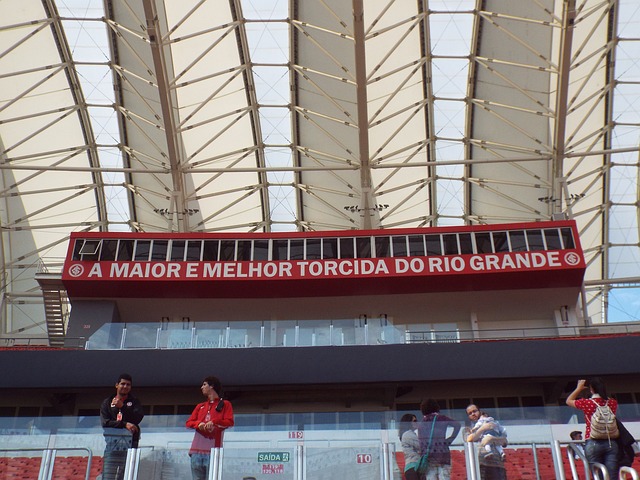 A MAIOR E MELHOR TORCIDA DO RIO GRANDE
119
SAÍDA
10